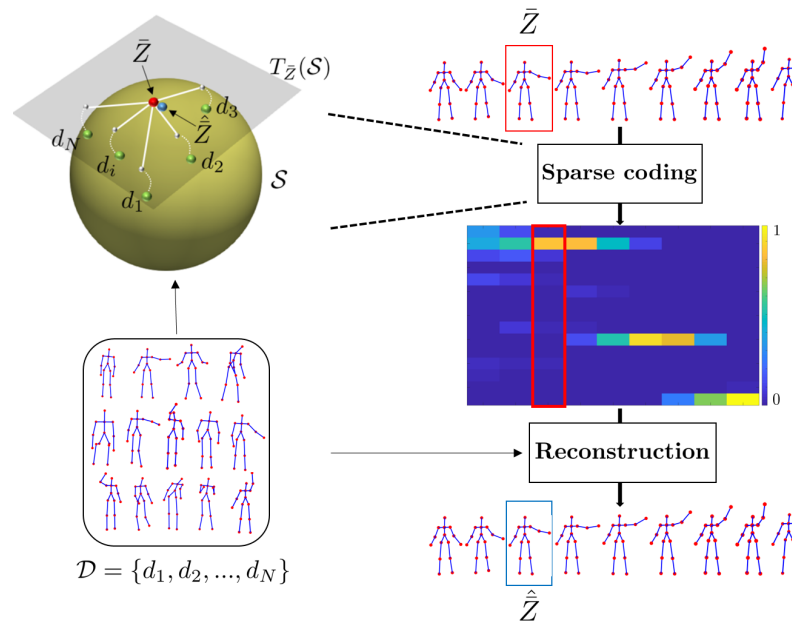 Z̄
T_Z̄(𝒮)
d_3
Ẑ̄
d_N
d_i
d_2
d_1
𝒮
𝒟 = {d_1, d_2, ..., d_N}
Z̄
Sparse coding
1
0
Reconstruction
Ẑ̄